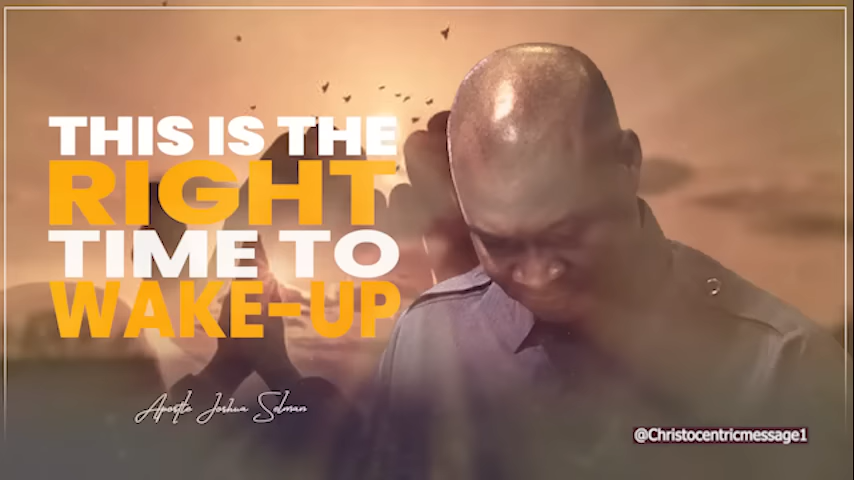 THIS IS THE
RIGHT
TIME TO
WAKE-UP
Apostle Joshua Selman
@Christocentricmessage1